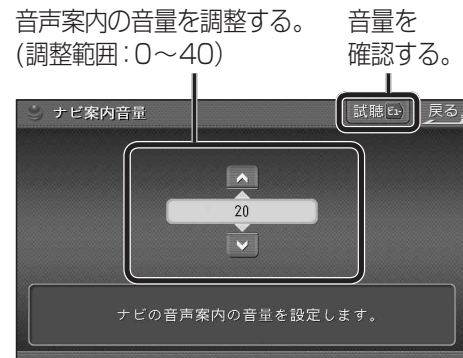 音声案内の音量を調整する。
(調整範囲：0～40)
音量を
確認する。
ナビ案内音量
試聴
戻る
20
ナビの音声案内の音量を設定します。